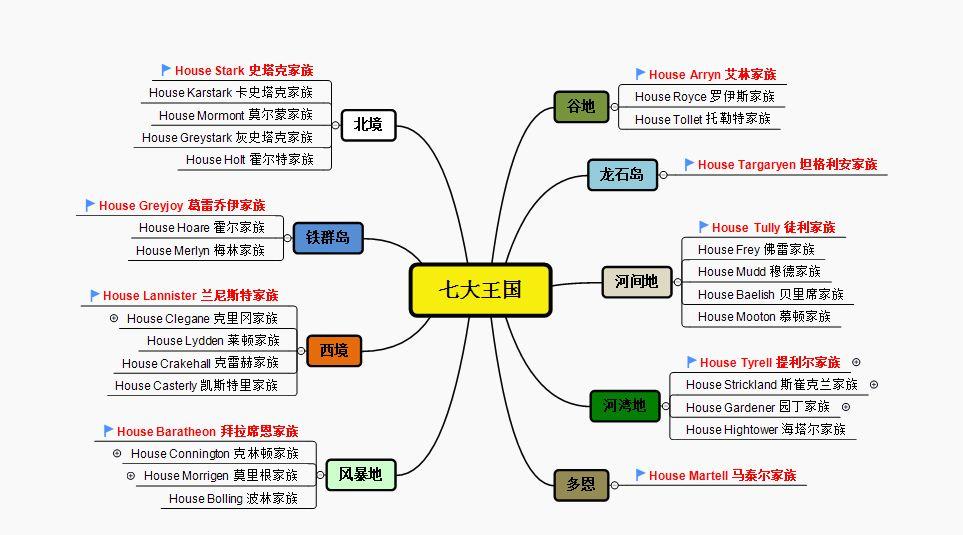 七大王国
北境
House Stark 史塔克家族
House Karstark 卡史塔克家族
House Mormont 莫尔蒙家族
House Greystark 灰史塔克家族
House Holt 霍尔特家族
铁群岛
House Greyjoy 葛雷乔伊家族
House Hoare 霍尔家族
House Merlyn 梅林家族
西境
House Lannister 兰尼斯特家族
House Clegane 克里冈家族
House Lydden 莱顿家族
House Crakehall 克雷赫家族
House Casterly 凯斯特里家族
风暴地
House Baratheon 拜拉席恩家族
House Connington 克林顿家族
House Morrigen 莫里根家族
House Bolling 波林家族
谷地
House Arryn 艾林家族
House Royce 罗伊斯家族
House Tollet 托勒特家族
龙石岛
House Targaryen 坦格利安家族
河间地
House Tully 徒利家族
House Frey 佛雷家族
House Mudd 穆德家族
House Baelish 贝里席家族
House Mooton 慕顿家族
河湾地
House Tyrell 提利尔家族
House Strickland 斯崔克兰家族
House Gardener 园丁家族
House Hightower 海塔尔家族
多恩
House Martell 马泰尔家族